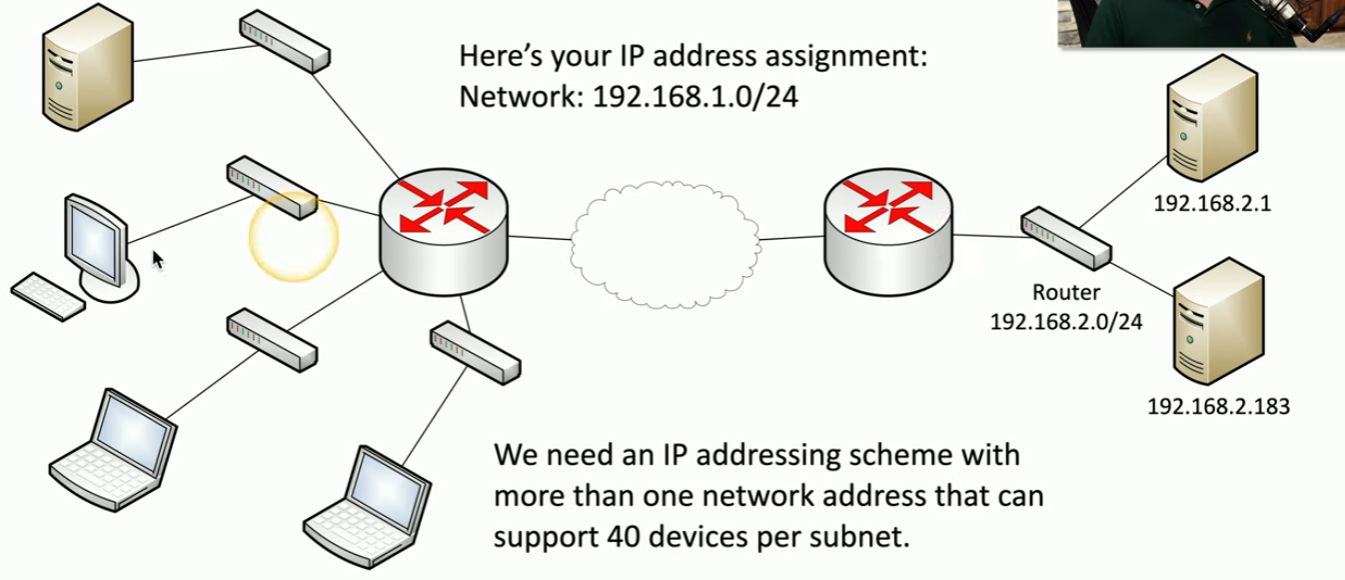 Here’s your IP address assignment:
Network: 192.168.1.0/24
192.168.2.1
Router
192.168.2.0/24
192.168.2.183
We need an IP addressing scheme with
more than one network address that can
support 40 devices per subnet.